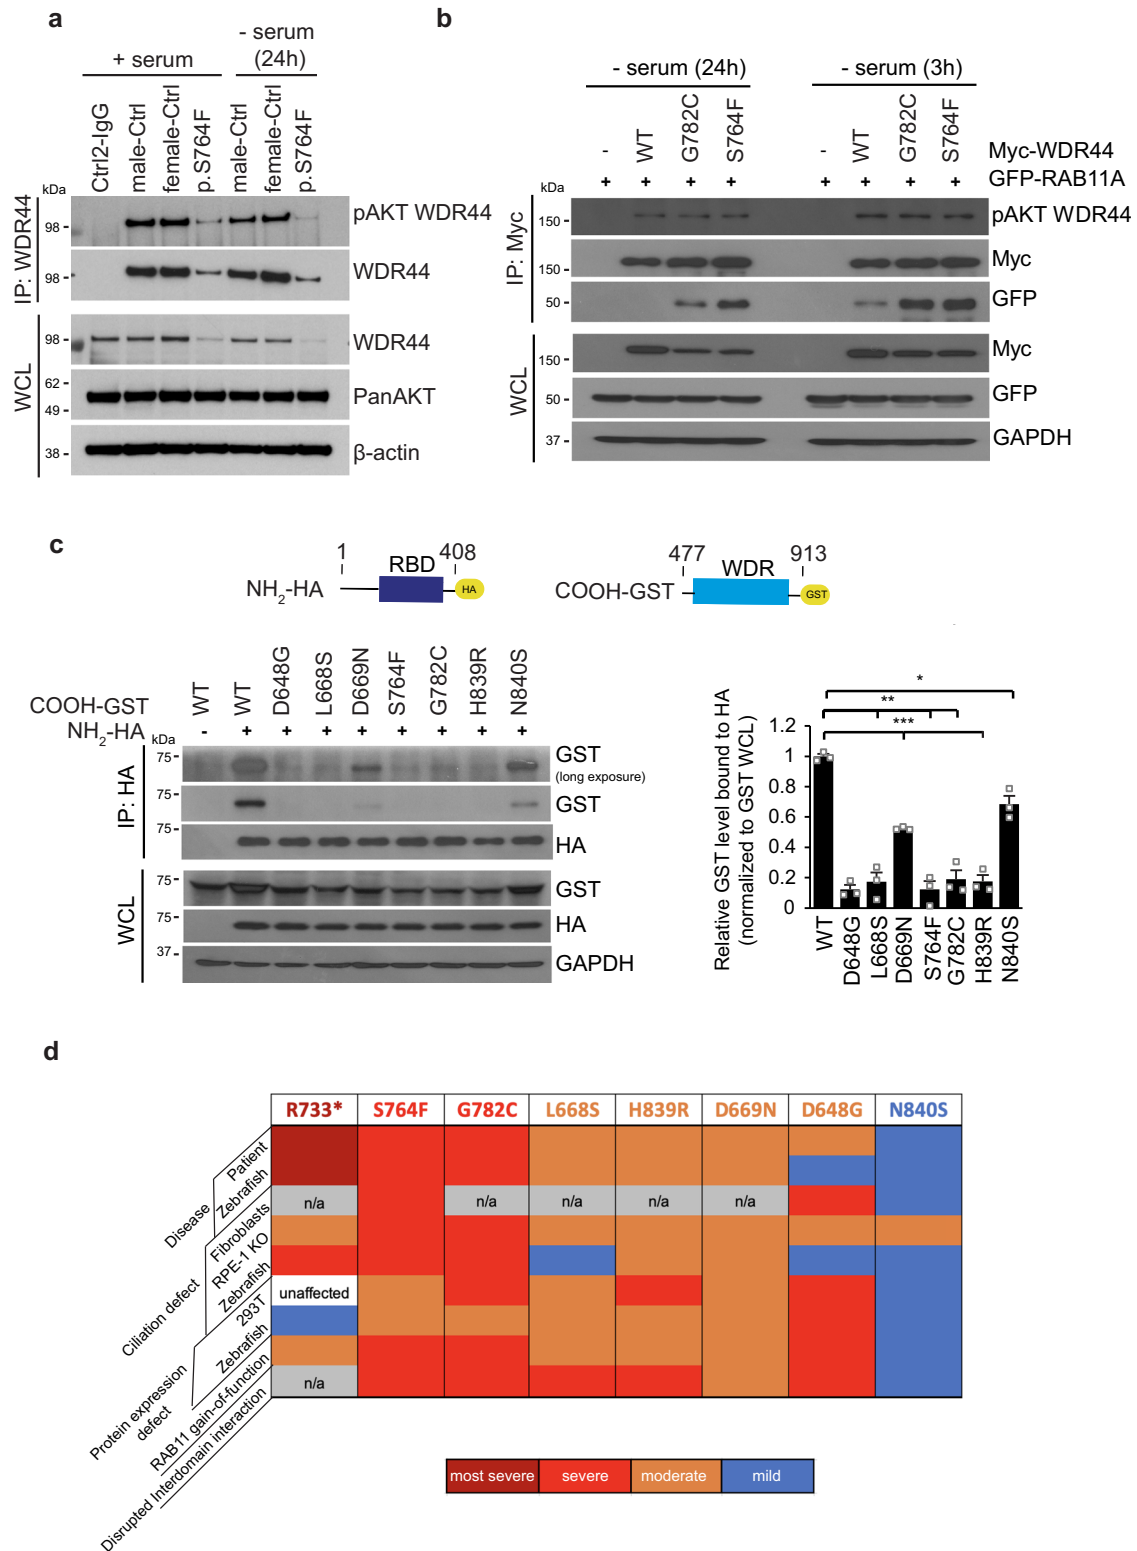 a
+ serum
- serum
(24h)
Ctrl2-IgG
male-Ctrl
female-Ctrl
p.S764F
male-Ctrl
female-Ctrl
p.S764F
kDa
IP: WDR44
98 -
pAKT WDR44
98 -
WDR44
WCL
98 -
WDR44
62 -
49 -
PanAKT
38 -
β-actin
b
- serum (24h)
- serum (3h)
- WT G782C S764F - WT G782C S764F Myc-WDR44
+ + + + + + + + GFP-RAB11A
kDa
IP: Myc
150 -
pAKT WDR44
150 -
Myc
50 -
GFP
WCL
150 -
Myc
50 -
GFP
37 -
GAPDH
c
NH2-HA
1
RBD
408
HA
COOH-GST
477
WDR
913
GST
COOH-GST WT WT D648G L668S D669N S764F G782C H839R N840S
NH2-HA - + + + + + + + +
kDa
IP: HA
75 -
GST
(long exposure)
75 -
GST
75 -
HA
WCL
75 -
GST
75 -
HA
37 -
GAPDH
Relative GST level bound to HA
(normalized to GST WCL)
*
**
***
1.2
1
0.8
0.6
0.4
0.2
0
WT
D648G
L668S
D669N
S764F
G782C
H839R
N840S
d
R733* S764F G782C L668S H839R D669N D648G N840S
Disease
Patient
Zebrafish
n/a n/a n/a n/a n/a
Ciliation defect
Fibroblasts
RPE-1 KO
Zebrafish
unaffected
Protein expression
defect
293T
Zebrafish
RAB11 gain-of-function
n/a
Disrupted Interdomain interaction
most severe severe moderate mild